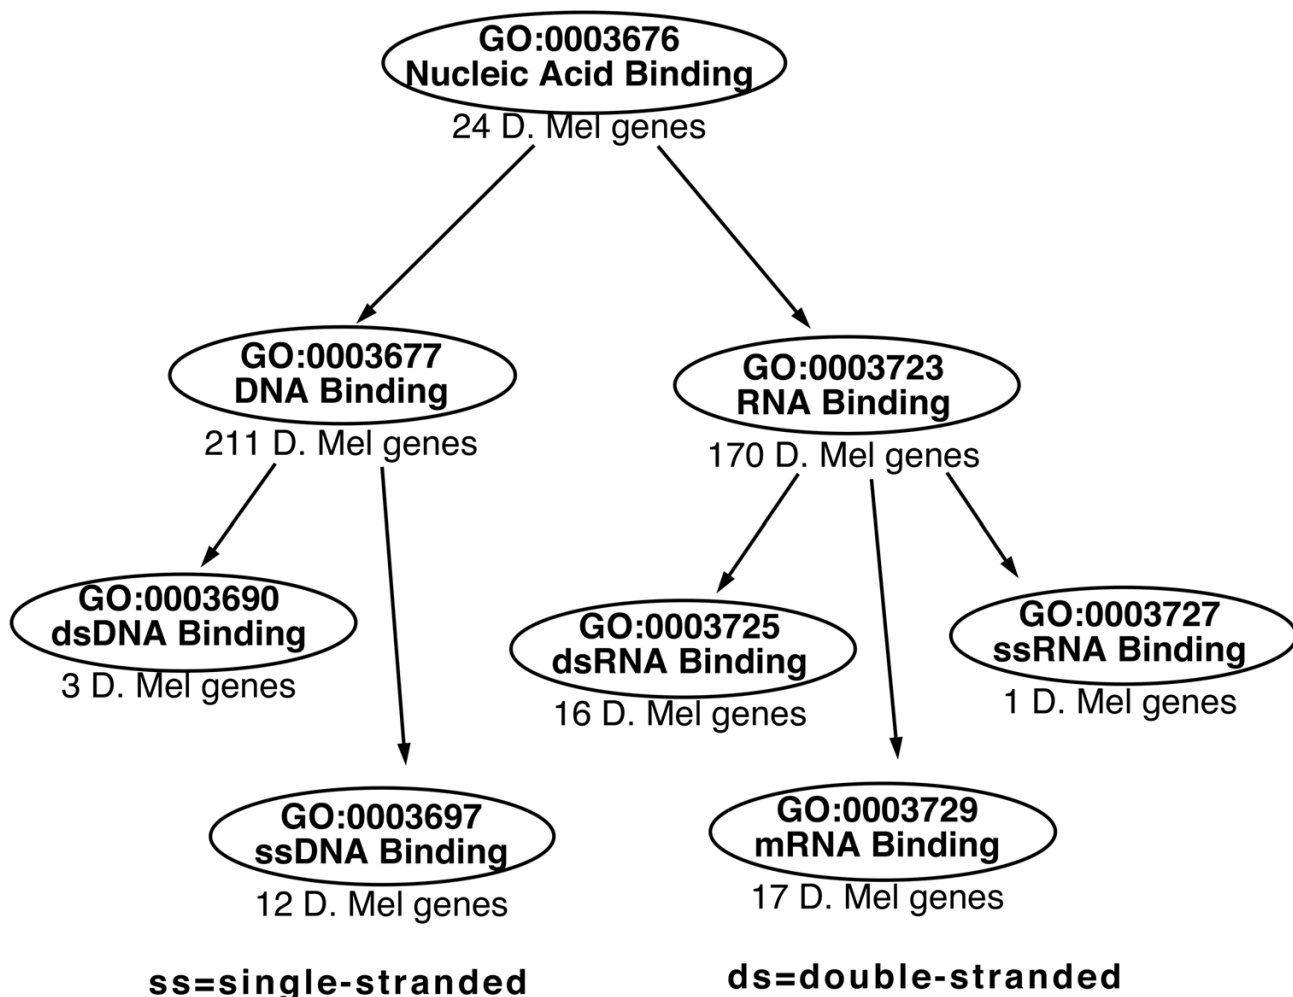 GO:0003676
Nucleic Acid Binding
24 D. Mel genes
GO:0003677
DNA Binding
211 D. Mel genes
GO:0003723
RNA Binding
170 D. Mel genes
GO:0003690
dsDNA Binding
3 D. Mel genes
GO:0003725
dsRNA Binding
16 D. Mel genes
GO:0003727
ssRNA Binding
1 D. Mel genes
GO:0003697
ssDNA Binding
12 D. Mel genes
GO:0003729
mRNA Binding
17 D. Mel genes
ss=single-stranded
ds=double-stranded